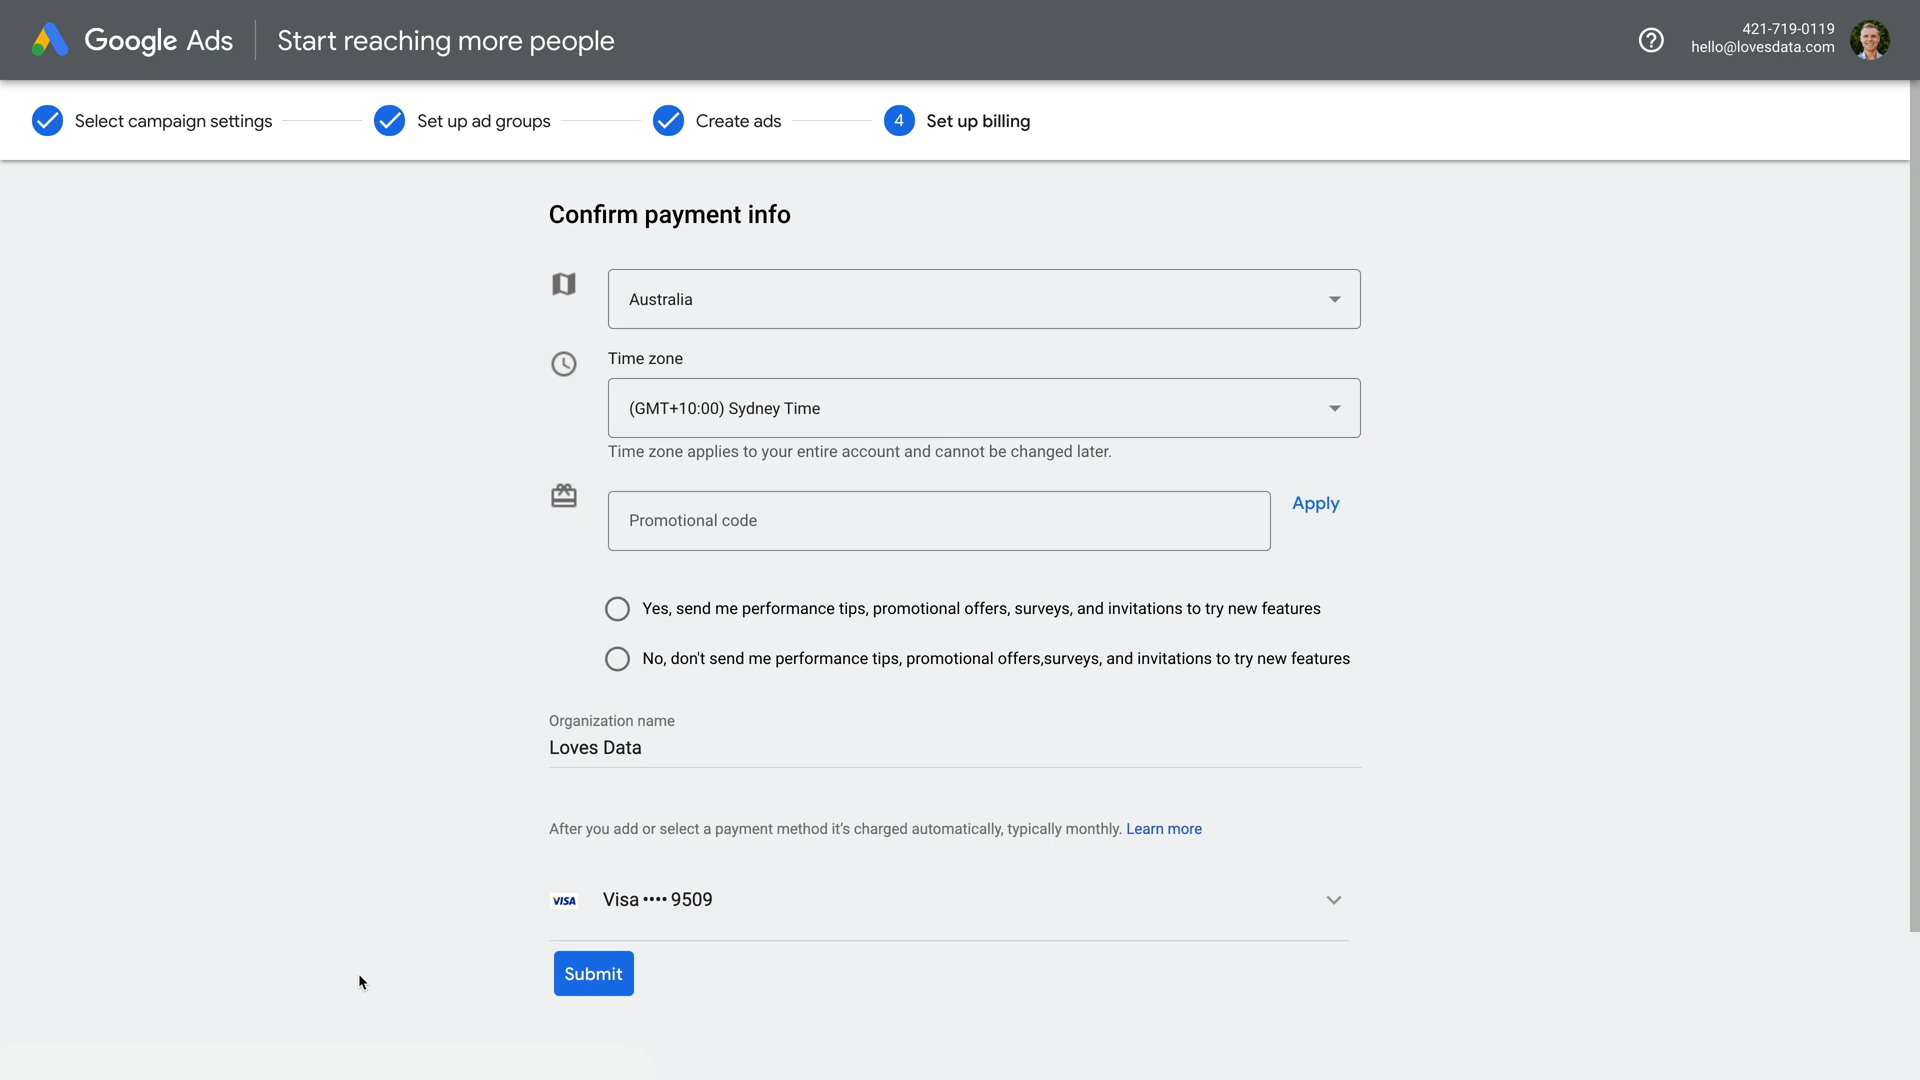 Google Ads
Start reaching more people
421-719-0119
hello@lovesdata.com
Select campaign settings
Set up ad groups
Create ads
4
Set up billing
Confirm payment info
Australia
Time zone
(GMT+10:00) Sydney Time
Time zone applies to your entire account and cannot be changed later.
Promotional code
Apply
Yes, send me performance tips, promotional offers, surveys, and invitations to try new features
No, don't send me performance tips, promotional offers,surveys, and invitations to try new features
Organization name
Loves Data
After you add or select a payment method it's charged automatically, typically monthly. Learn more
VISA
Visa •••• 9509
Submit